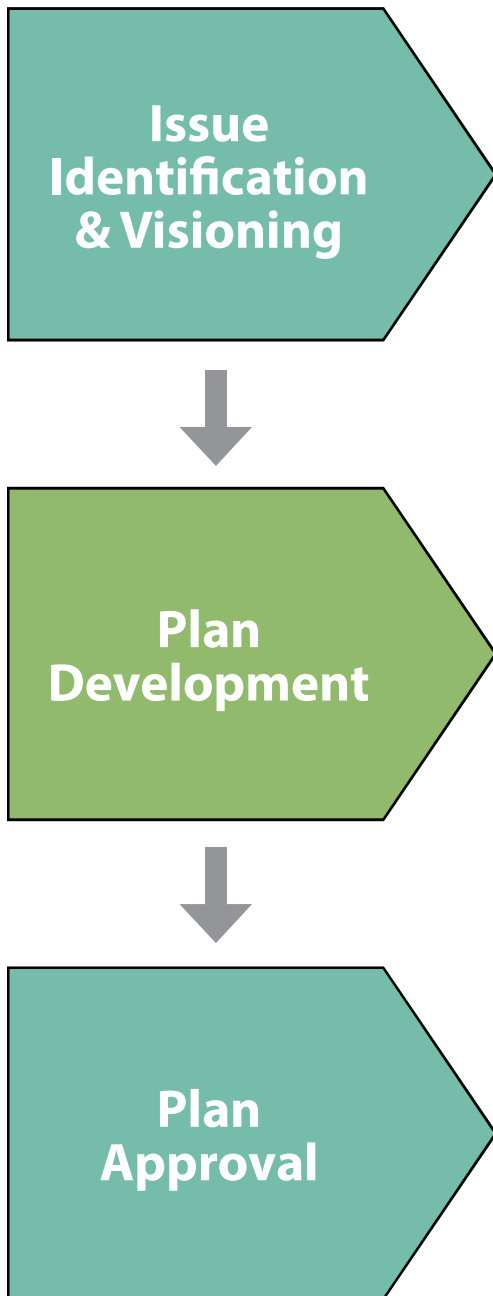 Issue
Identification
& Visioning
Plan
Development
Plan
Approval